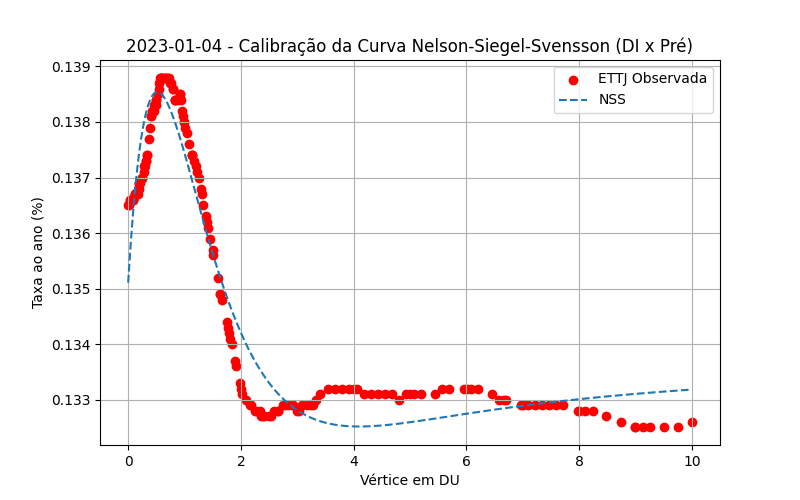 2023-01-04 - Calibração da Curva Nelson-Siegel-Svensson (DI x Pré)
ETTJ Observada
NSS
Taxa ao ano (%)
0.139
0.138
0.137
0.136
0.135
0.134
0.133
0 2 4 6 8 10
Vértice em DU